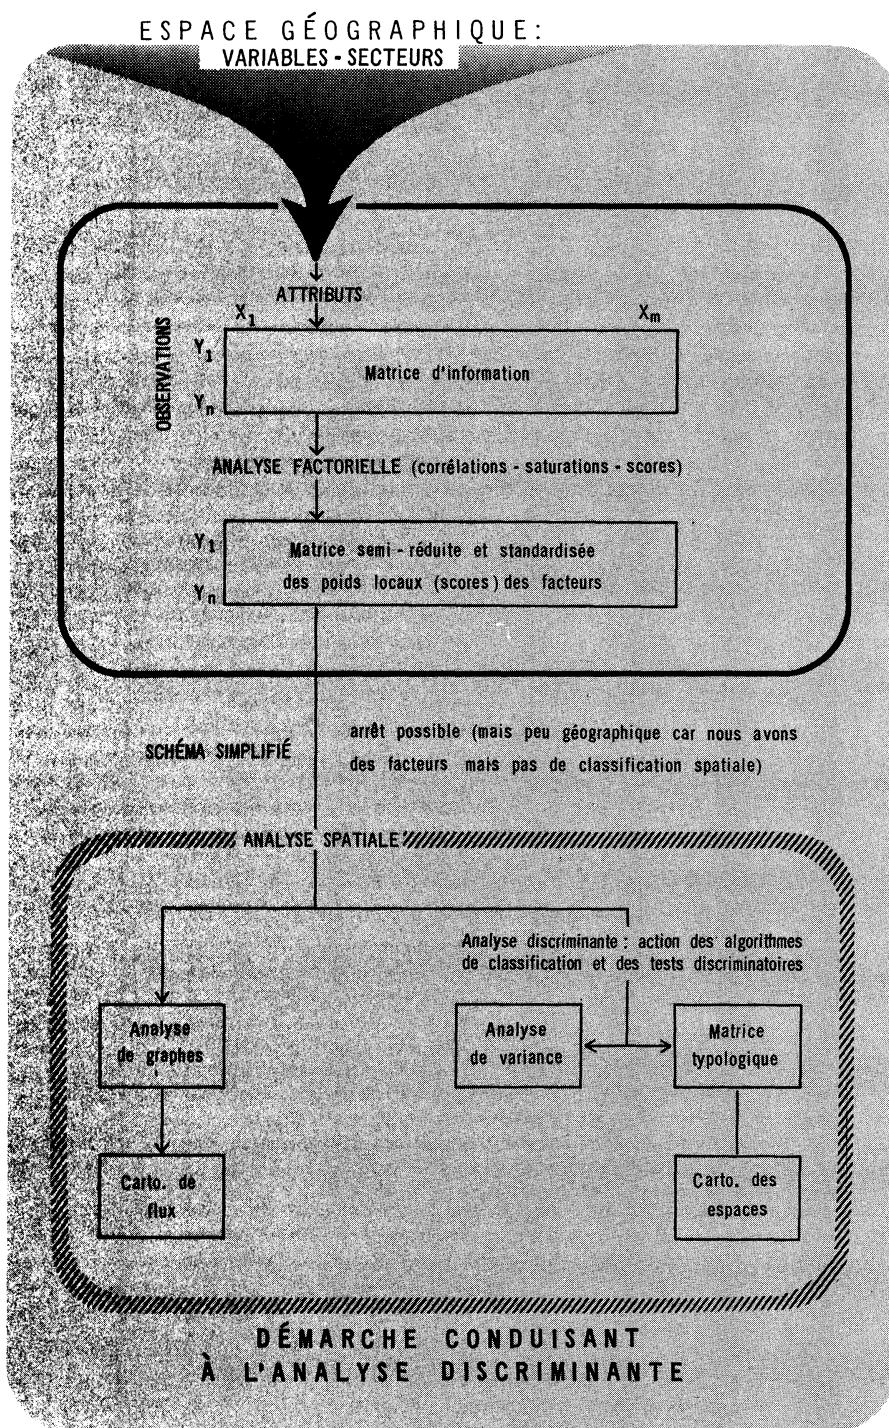 ESPACE GÉOGRAPHIQUE:
VARIABLES - SECTEURS
ATTRIBUTS
X1
Xm
OBSERVATIONS
Y1
Matrice d'information
Yn
ANALYSE FACTORIELLE (corrélations - saturations - scores)
Y1
Matrice semi - réduite et standardisée
des poids locaux (scores) des facteurs
Yn
SCHÉMA SIMPLIFIÉ
arrêt possible (mais peu géographique car nous avons
des facteurs mais pas de classification spatiale)
ANALYSE SPATIALE
Analyse discriminante : action des algorithmes
de classification et des tests discriminatoires
Analyse
de graphes
Analyse
de variance
Matrice
typologique
Carto. de
flux
Carto. des
espaces
DÉMARCHE CONDUISANT
À L'ANALYSE DISCRIMINANTE